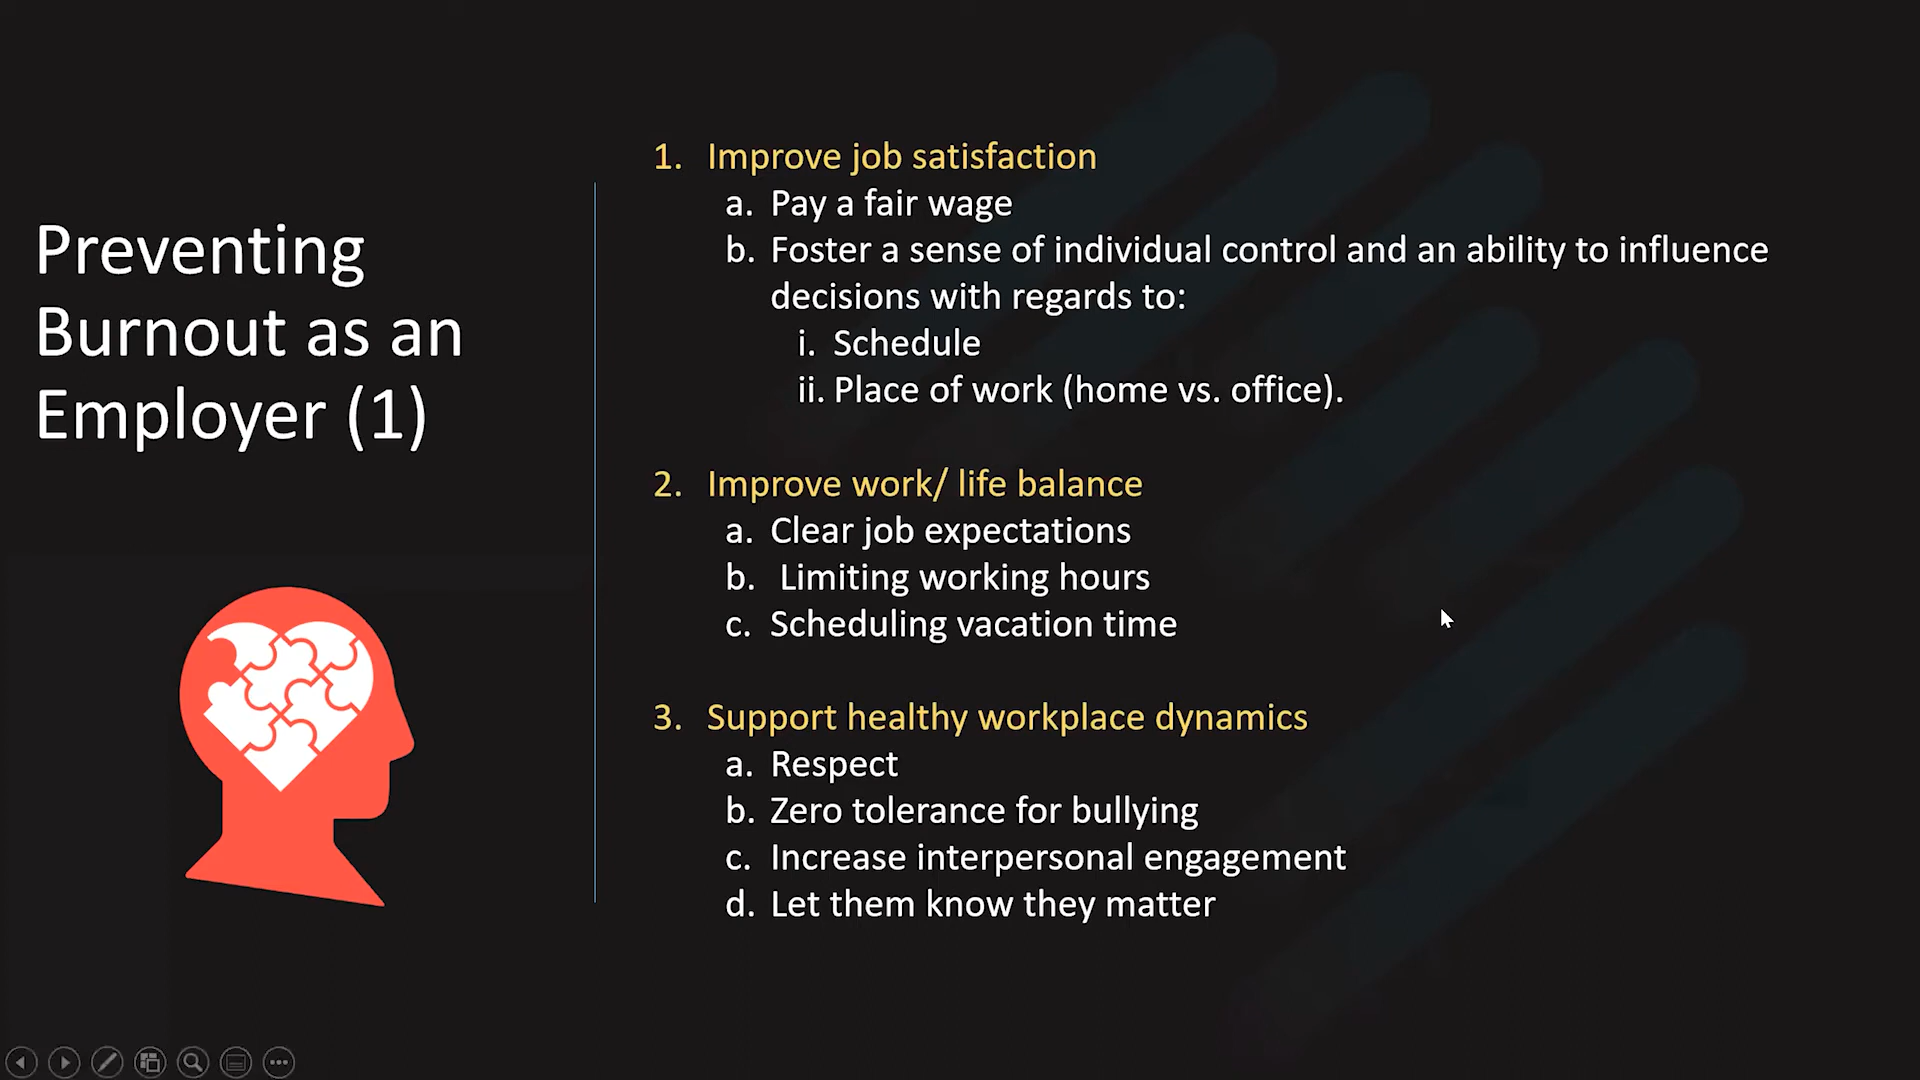 Preventing
Burnout as an
Employer (1)
1. Improve job satisfaction
a. Pay a fair wage
b. Foster a sense of individual control and an ability to influence
decisions with regards to:
i. Schedule
ii. Place of work (home vs. office).
2. Improve work/ life balance
a. Clear job expectations
b. Limiting working hours
c. Scheduling vacation time
3. Support healthy workplace dynamics
a. Respect
b. Zero tolerance for bullying
c. Increase interpersonal engagement
d. Let them know they matter